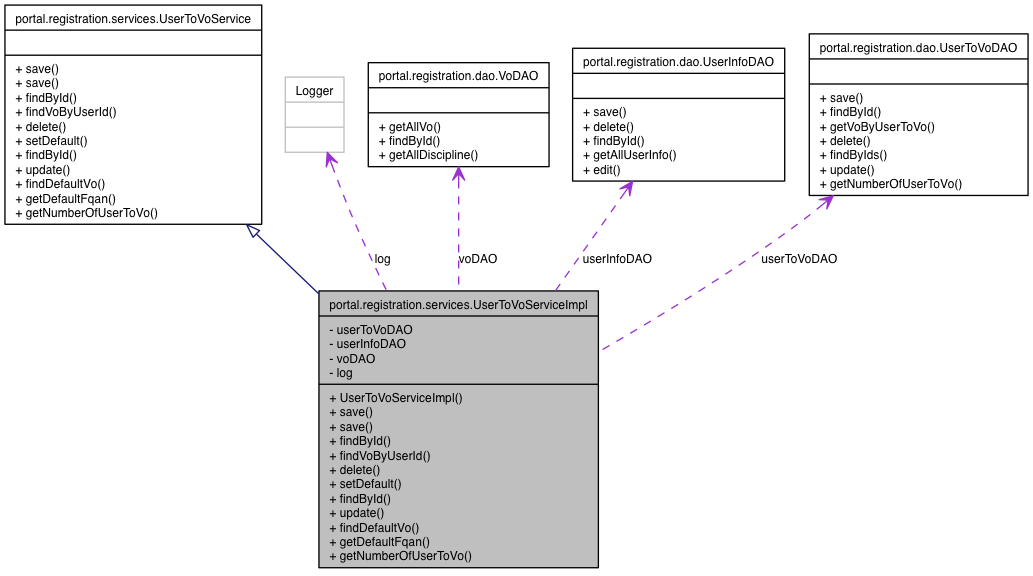 portal.registration.services.UserToVoService
+ save()
+ save()
+ findById()
+ findVoByUserId()
+ delete()
+ setDefault()
+ findById()
+ update()
+ findDefaultVo()
+ getDefaultFqan()
+ getNumberOfUserToVo()
Logger
portal.registration.dao.VoDAO
+ getAllVo()
+ findById()
+ getAllDiscipline()
portal.registration.dao.UserInfoDAO
+ save()
+ delete()
+ findById()
+ getAllUserInfo()
+ edit()
portal.registration.dao.UserToVoDAO
+ save()
+ findById()
+ getVoByUserToVo()
+ delete()
+ findByIds()
+ update()
+ getNumberOfUserToVo()
log
voDAO
userInfoDAO
userToVoDAO
portal.registration.services.UserToVoServiceImpl
- userToVoDAO
- userInfoDAO
- voDAO
- log
+ UserToVoServiceImpl()
+ save()
+ save()
+ findById()
+ findVoByUserId()
+ delete()
+ setDefault()
+ findById()
+ update()
+ findDefaultVo()
+ getDefaultFqan()
+ getNumberOfUserToVo()